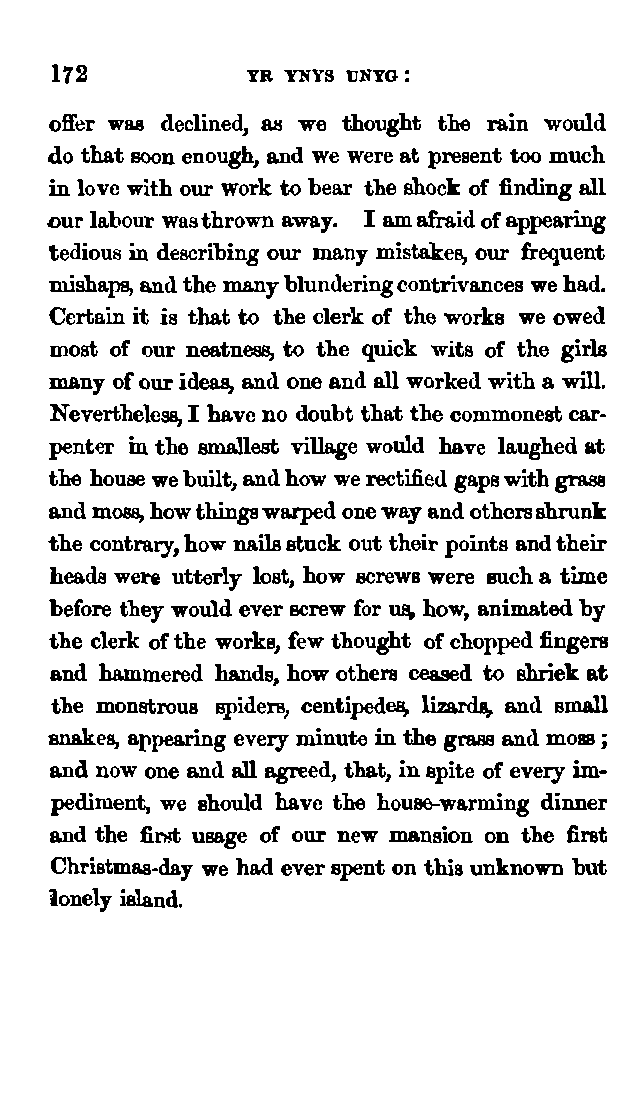 172 YR YNYS UNYG:
offer was declined, as we thought the rain would
do that soon enough, and we were at present too much
in love with our work to bear the shock of finding all
our labour was thrown away. I am afraid of appearing
tedious in describing our many mistakes, our frequent
mishaps, and the many blundering contrivances we had.
Certain it is that to the clerk of the works we owed
most of our neatness, to the quick wits of the girls
many of our ideas, and one and all worked with a will.
Nevertheless, I have no doubt that the commonest car-
penter in the smallest village would have laughed at
the house we built, and how we rectified gaps with grass
and moss, how things warped one way and others shrunk
the contrary, how nails stuck out their points and their
heads were utterly lost, how screws were such a time
before they would ever screw for us, how, animated by
the clerk of the works, few thought of chopped fingers
and hammered hands, how others ceased to shriek at
the monstrous spiders, centipedes, lizards, and small
snakes, appearing every minute in the grass and moss;
and now one and all agreed, that, in spite of every im-
pediment, we should have the house-warming dinner
and the first usage of our new mansion on the first
Christmas-day we had ever spent on this unknown but
lonely island.